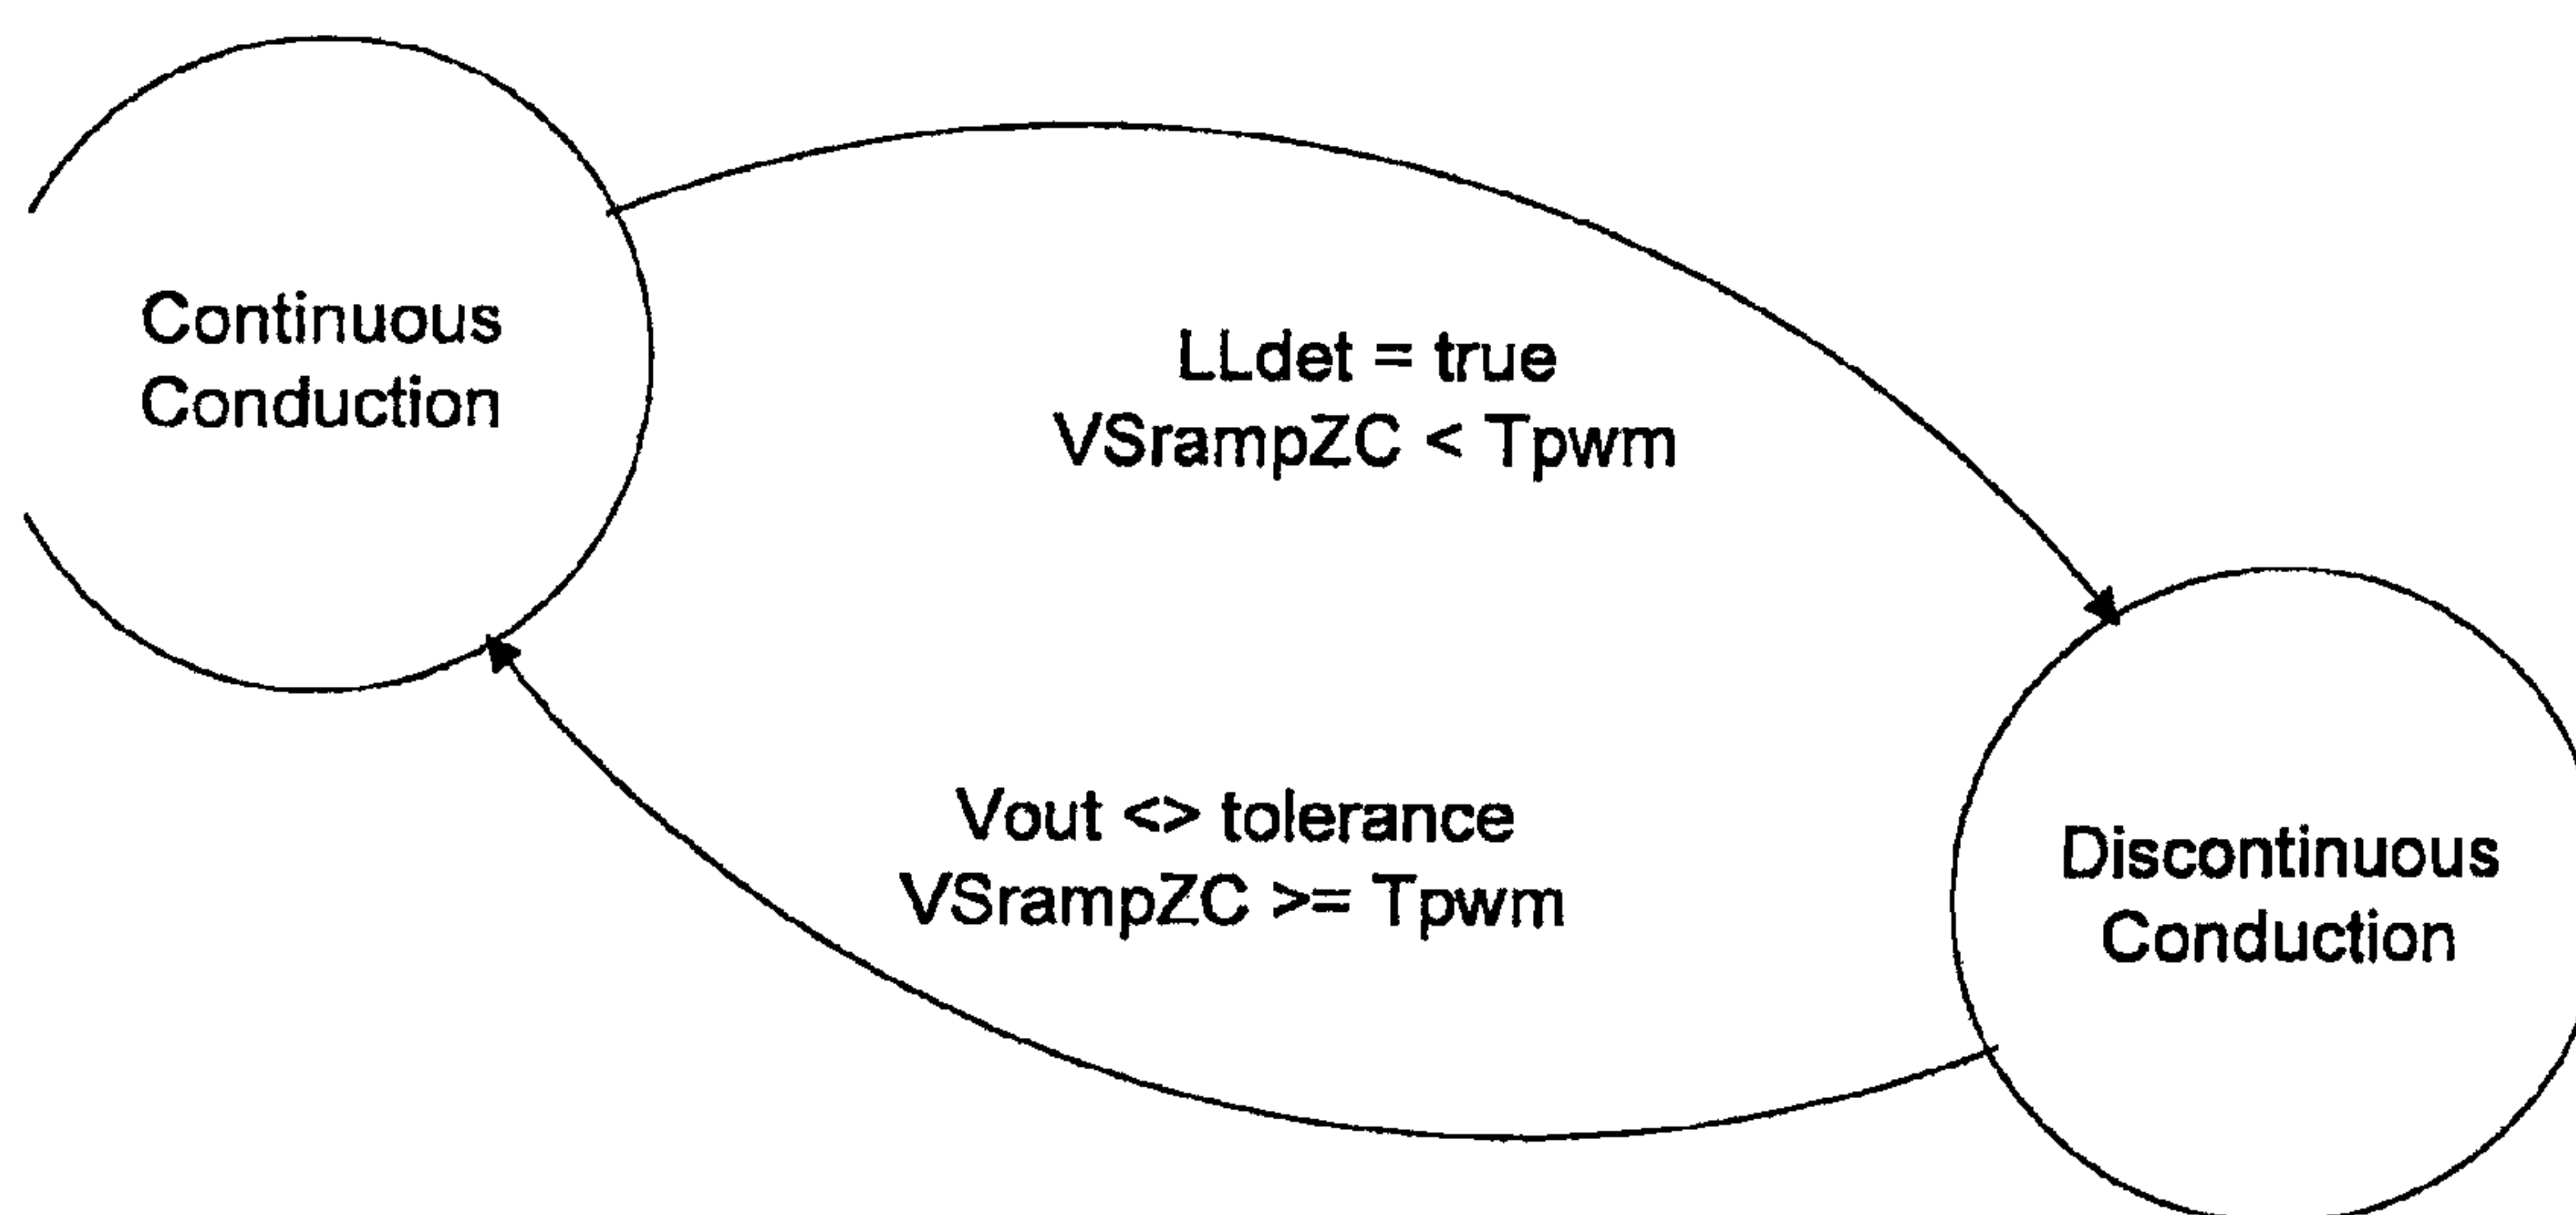 Continuous
Conduction
LLdet = true
VSrampZC < Tpwm
Vout <> tolerance
VSrampZC >= Tpwm
Discontinuous
Conduction